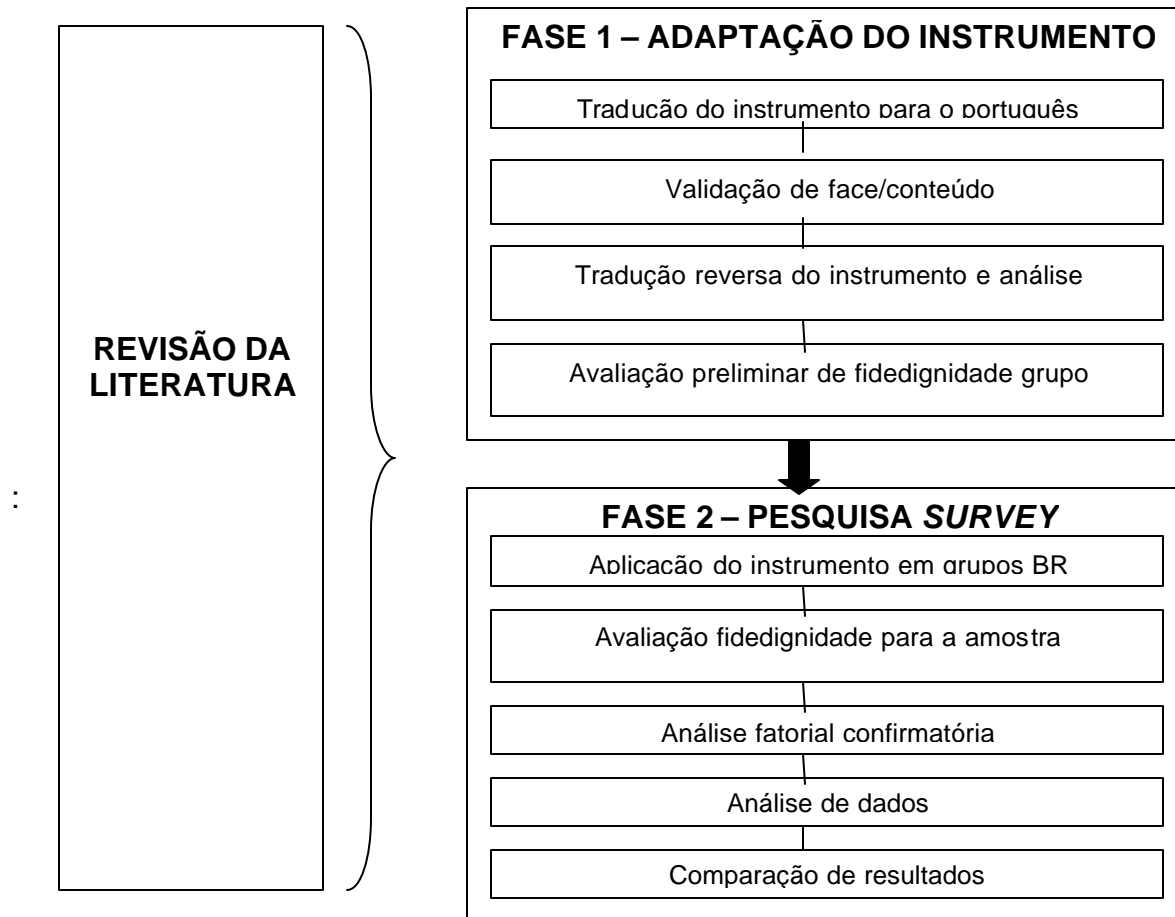 REVISÃO DA
LITERATURA
:
FASE 1 – ADAPTAÇÃO DO INSTRUMENTO
Tradução do instrumento para o português
Validação de face/conteúdo
Tradução reversa do instrumento e análise
Avaliação preliminar de fidedignidade grupo
FASE 2 – PESQUISA SURVEY
Aplicação do instrumento em grupos BR
Avaliação fidedignidade para a amostra
Análise fatorial confirmatória
Análise de dados
Comparação de resultados